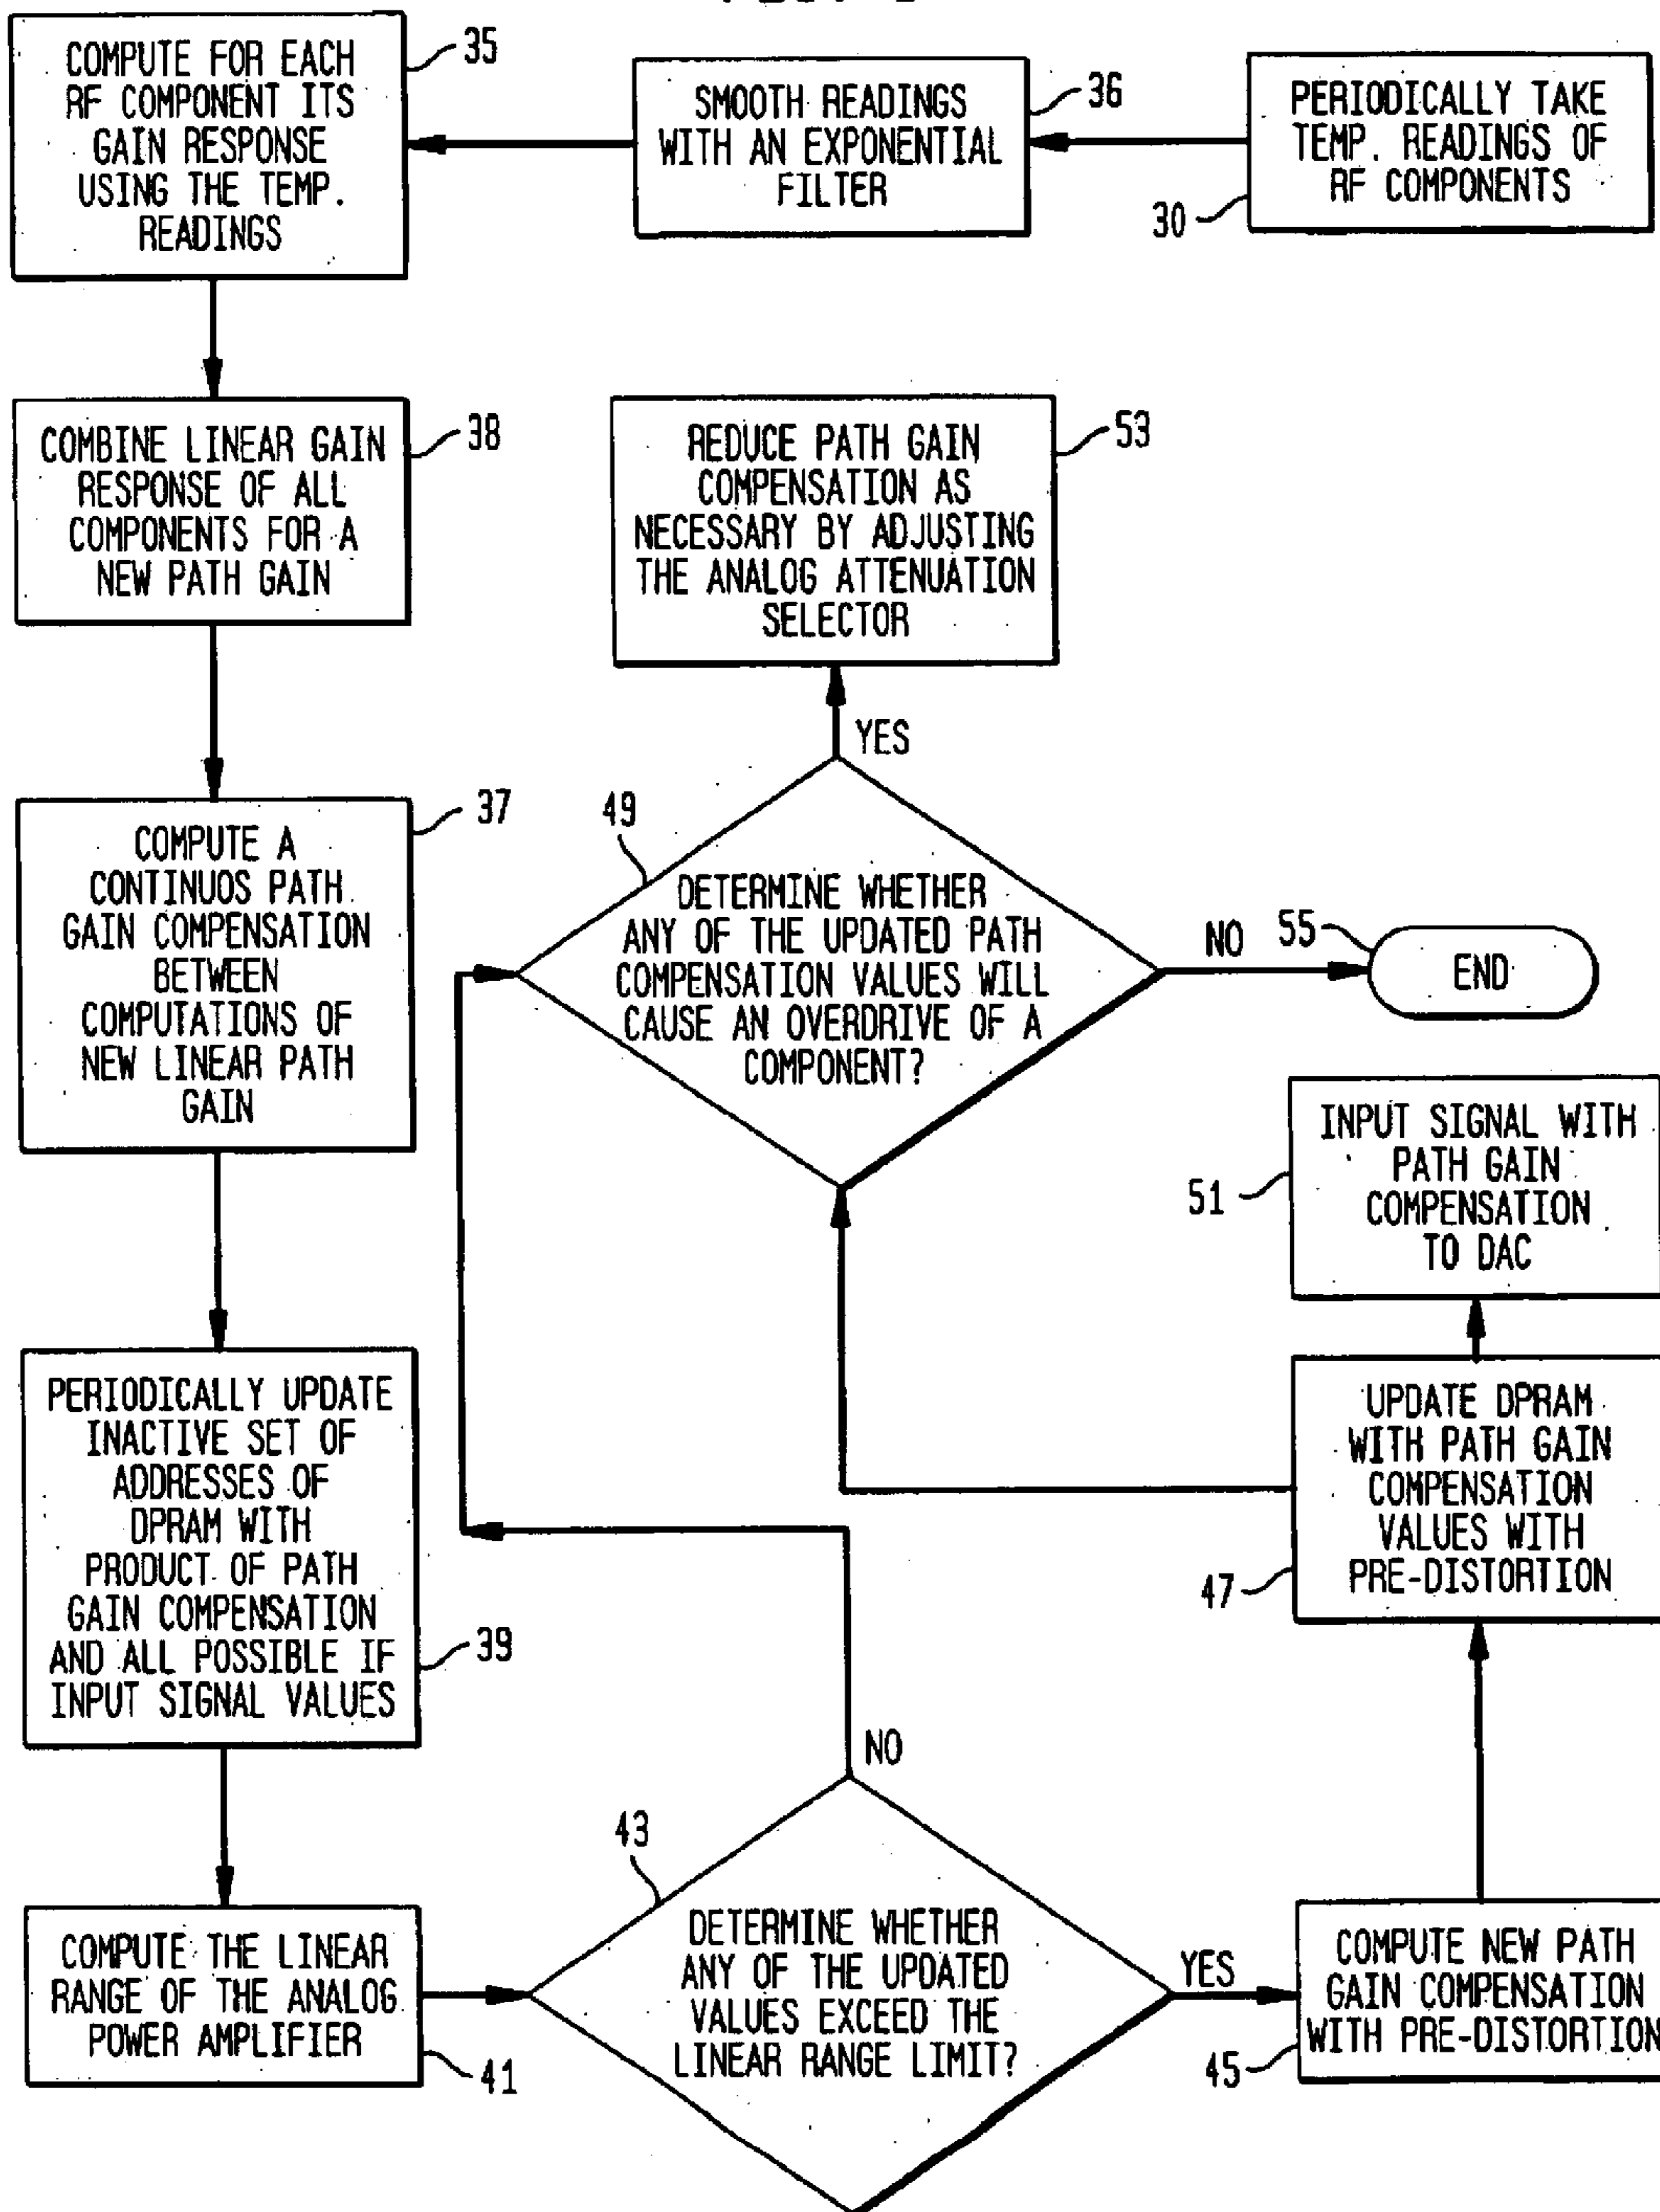 COMPUTE FOR EACH
RF COMPONENT ITS
GAIN RESPONSE
USING THE TEMP.
READINGS
35
SMOOTH READINGS
WITH AN EXPONENTIAL
FILTER
36
PERIODICALLY TAKE
TEMP. READINGS OF
RF COMPONENTS
30
COMBINE LINEAR GAIN
RESPONSE OF ALL
COMPONENTS FOR A
NEW PATH GAIN
38
REDUCE PATH GAIN
COMPENSATION AS
NECESSARY BY ADJUSTING
THE ANALOG ATTENUATION
SELECTOR
53
YES
COMPUTE A
CONTINUOS PATH
GAIN COMPENSATION
BETWEEN
COMPUTATIONS OF
NEW LINEAR PATH
GAIN
37
49
DETERMINE WHETHER
ANY OF THE UPDATED PATH
COMPENSATION VALUES WILL
CAUSE AN OVERDRIVE OF A
COMPONENT?
NO
55
END
INPUT SIGNAL WITH
PATH GAIN
COMPENSATION
TO DAC
51
PERIODICALLY UPDATE
INACTIVE SET OF
ADDRESSES OF
DPRAM WITH
PRODUCT OF PATH
GAIN COMPENSATION
AND ALL POSSIBLE IF
INPUT SIGNAL VALUES
39
UPDATE DPRAM
WITH PATH GAIN
COMPENSATION
VALUES WITH
PRE-DISTORTION
47
NO
COMPUTE THE LINEAR
RANGE OF THE ANALOG
POWER AMPLIFIER
41
43
DETERMINE WHETHER
ANY OF THE UPDATED
VALUES EXCEED THE
LINEAR RANGE LIMIT?
YES
COMPUTE NEW PATH
GAIN COMPENSATION
WITH PRE-DISTORTION
45